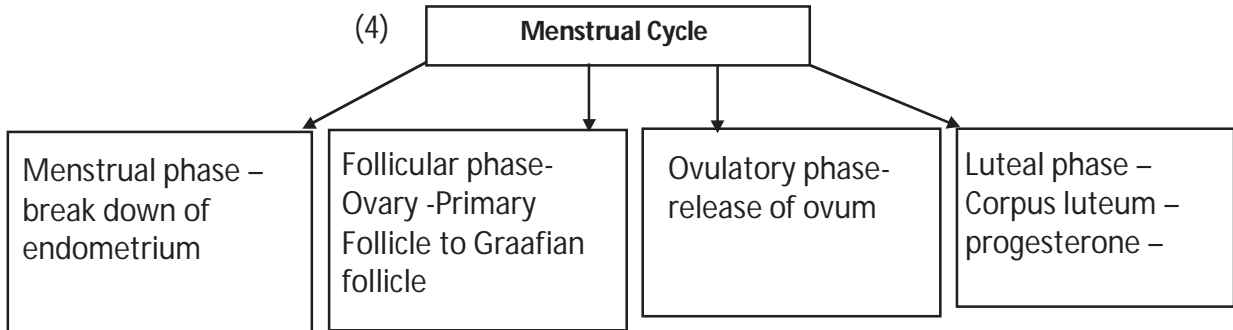 (4)
Menstrual Cycle
Menstrual phase –
break down of
endometrium
Follicular phase-
Ovary -Primary
Follicle to Graafian
follicle
Ovulatory phase-
release of ovum
Luteal phase –
Corpus luteum –
progesterone –